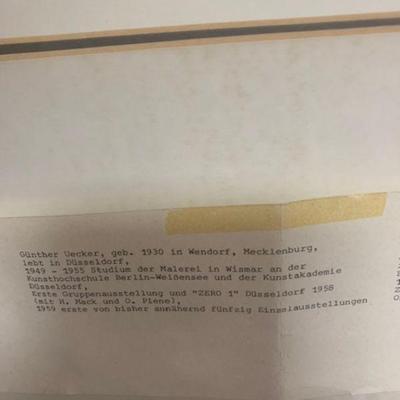 Günther Uecker, geb. 1930 in Wendorf, Mecklenburg,
lebt in Düsseldorf,
1949 - 1955 Studium der Malerei in Wismar an der
Kunsthochschule Berlin-Weißensee und der Kunstakademie
Düsseldorf,
Erste Gruppenausstellung und "ZERO 1" Düsseldorf 1958
(mit H. Mack und O. Piene),
1959 erste von bisher annähernd fünfzig Einzelausstellungen